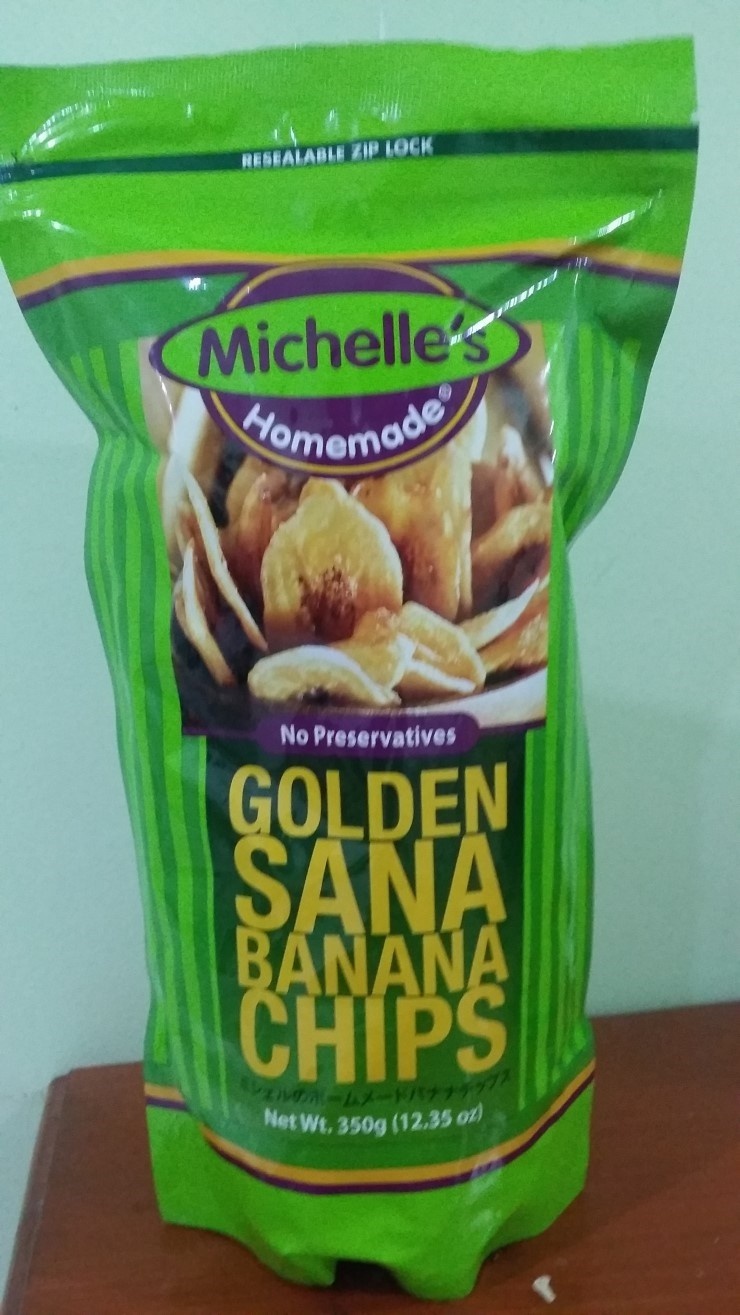 RESEALABLE ZIP LOCK
Michelle's
Homemade®
No Preservatives
GOLDEN
SANA
BANANA
CHIPS
ミシェルのホームメードバナナチップス
Net Wt. 350g (12.35 oz)